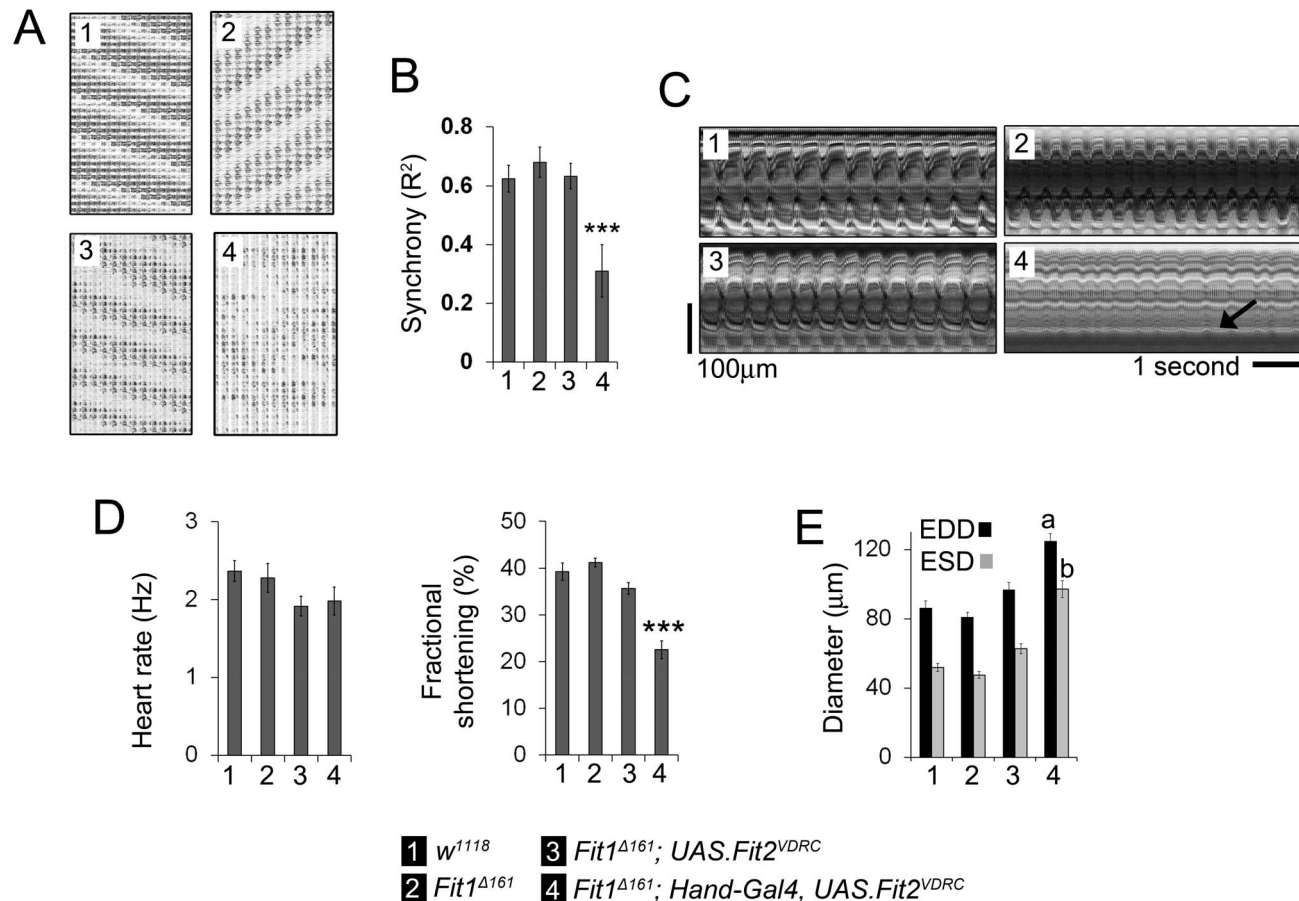 A
1
2
3
4
B
Synchrony (R²)
0.8
0.6
0.4
0.2
0
***
1 2 3 4
C
1
2
3
4
100μm
1 second
D
Heart rate (Hz)
3
2
1
0
1 2 3 4
Fractional
shortening (%)
50
40
30
20
10
0
***
1 2 3 4
E
EDD
ESD
a
b
Diameter (μm)
120
80
40
0
1 2 3 4
1 w¹¹¹⁸
2 Fit1^Δ161
3 Fit1^Δ161; UAS.Fit2^VDRC
4 Fit1^Δ161; Hand-Gal4, UAS.Fit2^VDRC